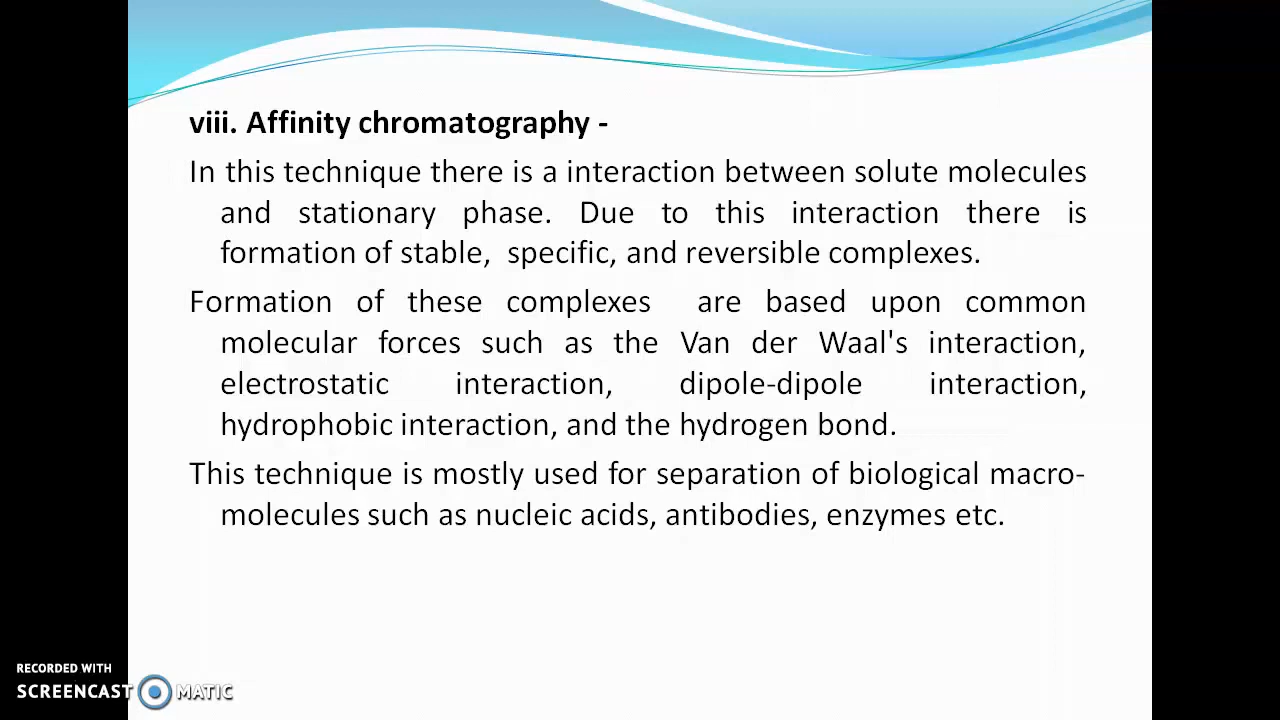 viii. Affinity chromatography -
In this technique there is a interaction between solute molecules
and stationary phase. Due to this interaction there is
formation of stable, specific, and reversible complexes.
Formation of these complexes are based upon common
molecular forces such as the Van der Waal's interaction,
electrostatic interaction, dipole-dipole interaction,
hydrophobic interaction, and the hydrogen bond.
This technique is mostly used for separation of biological macro-
molecules such as nucleic acids, antibodies, enzymes etc.
RECORDED WITH
SCREENCAST MATIC